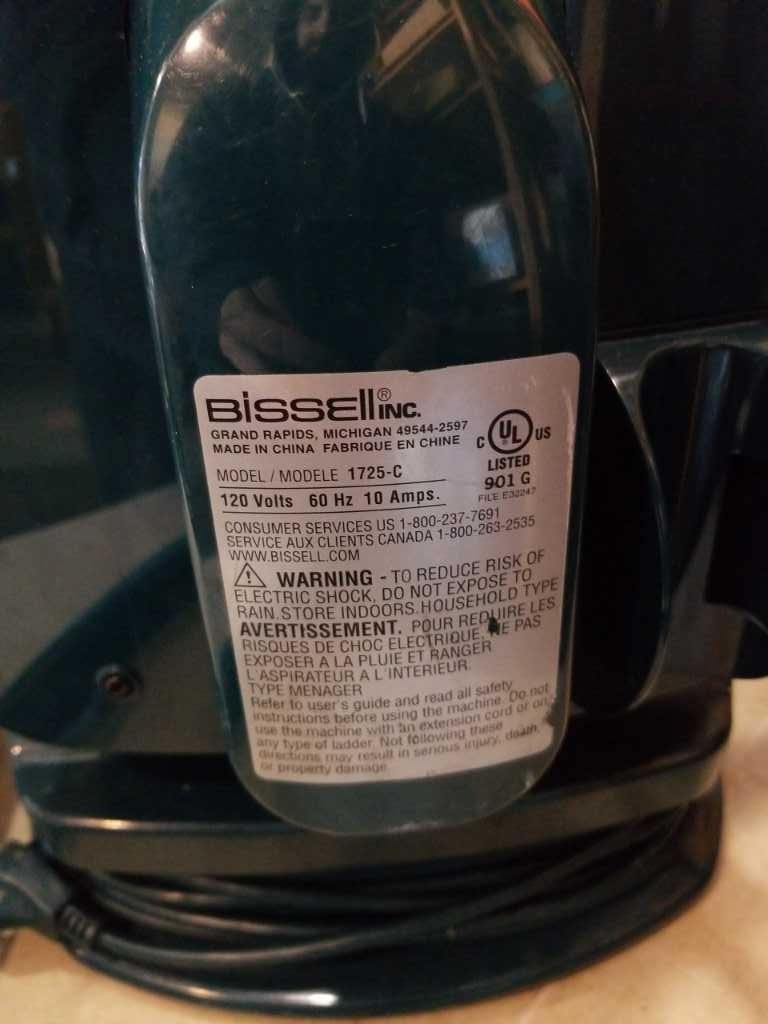 BiSSEll® INC.
GRAND RAPIDS, MICHIGAN 49544-2597
MADE IN CHINA FABRIQUE EN CHINE
C UL ® US
LISTED
901 G
FILE E32247
MODEL / MODELE 1725-C
120 Volts 60 Hz 10 Amps.
CONSUMER SERVICES US 1-800-237-7691
SERVICE AUX CLIENTS CANADA 1-800-263-2535
WWW.BISSELL.COM
WARNING - TO REDUCE RISK OF
ELECTRIC SHOCK, DO NOT EXPOSE TO
RAIN.STORE INDOORS.HOUSEHOLD TYPE
AVERTISSEMENT. POUR REDUIRE LES
RISQUES DE CHOC ELECTRIQUE, NE PAS
EXPOSER A LA PLUIE ET RANGER
L'ASPIRATEUR A L'INTERIEUR.
TYPE MENAGER
Refer to user's guide and read all safety
instructions before using the machine. Do not
use the machine with an extension cord or on
any type of ladder. Not following these
directions may result in serious injury, death,
or property damage.